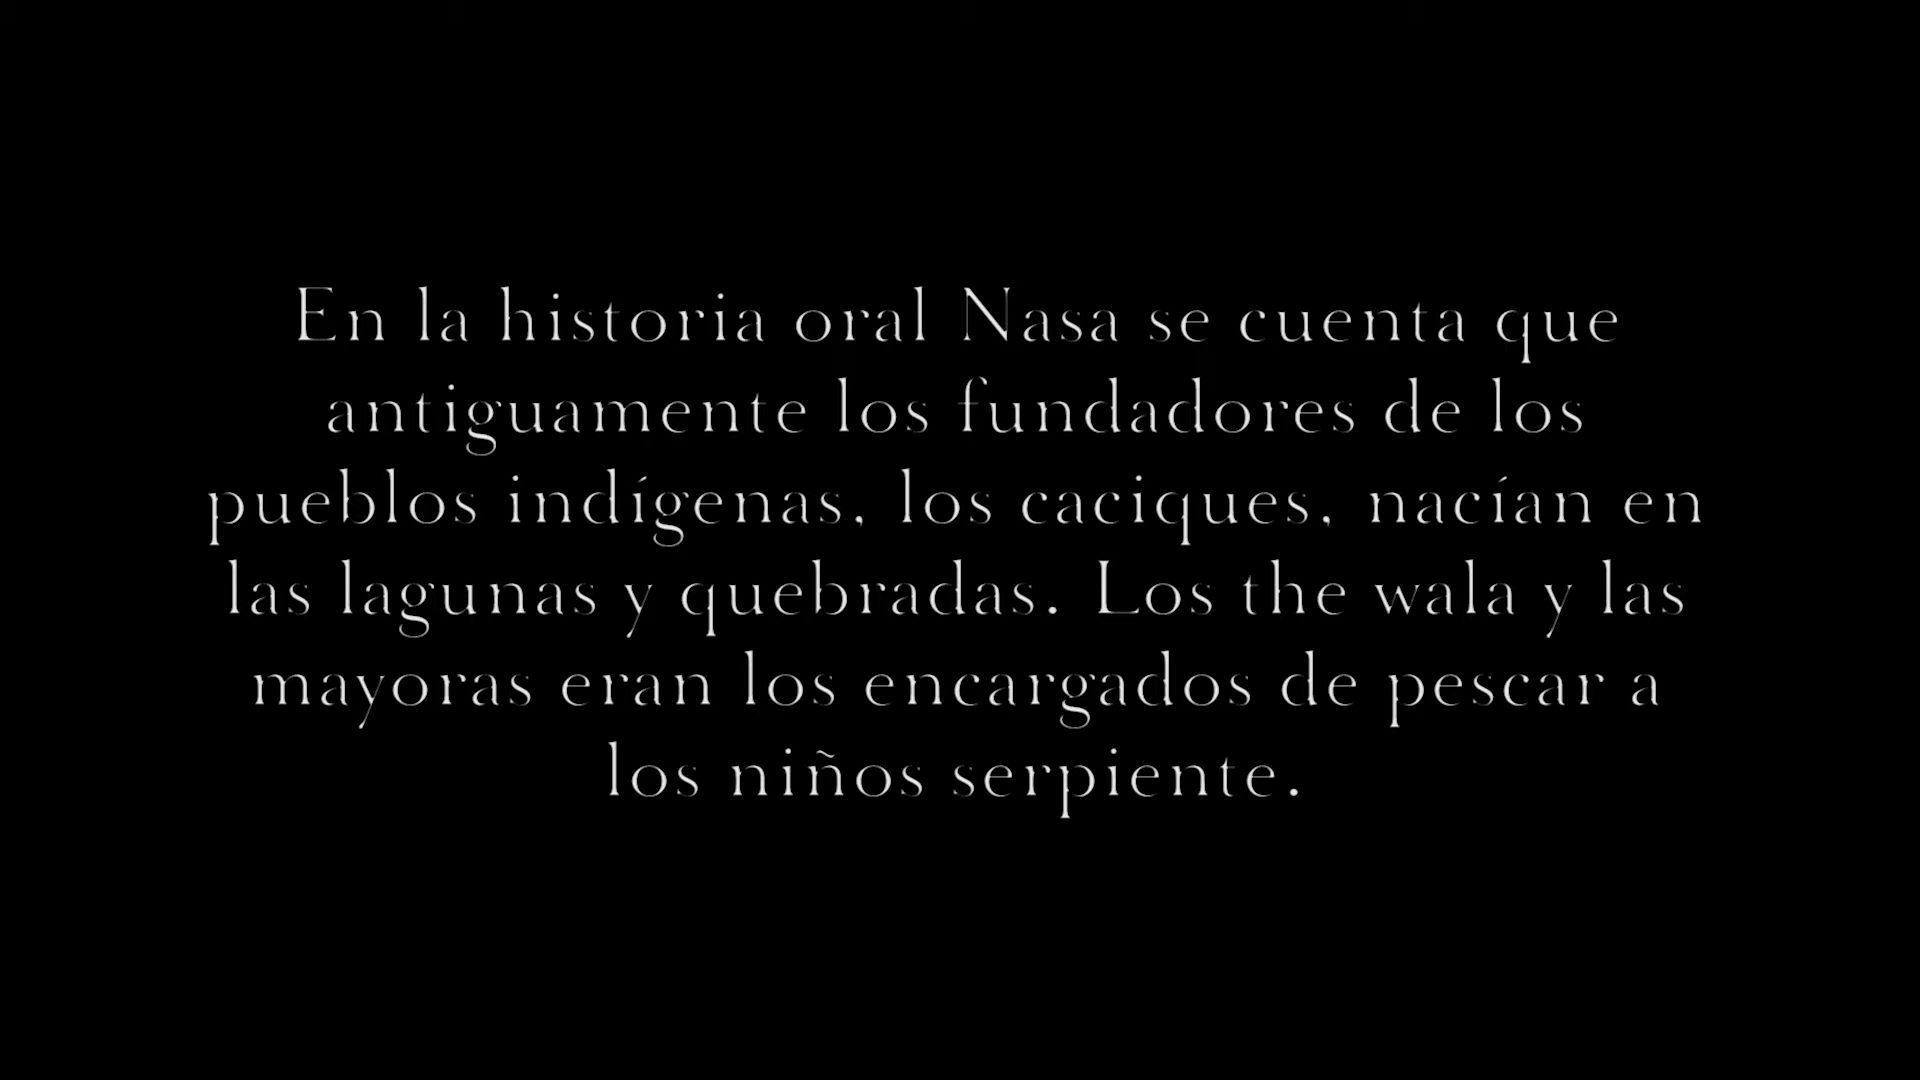 En la historia oral Nasa se cuenta que
antiguamente los fundadores de los
pueblos indígenas, los caciques, nacían en
las lagunas y quebradas. Los the wala y las
mayoras eran los encargados de pescar a
los niños serpiente.